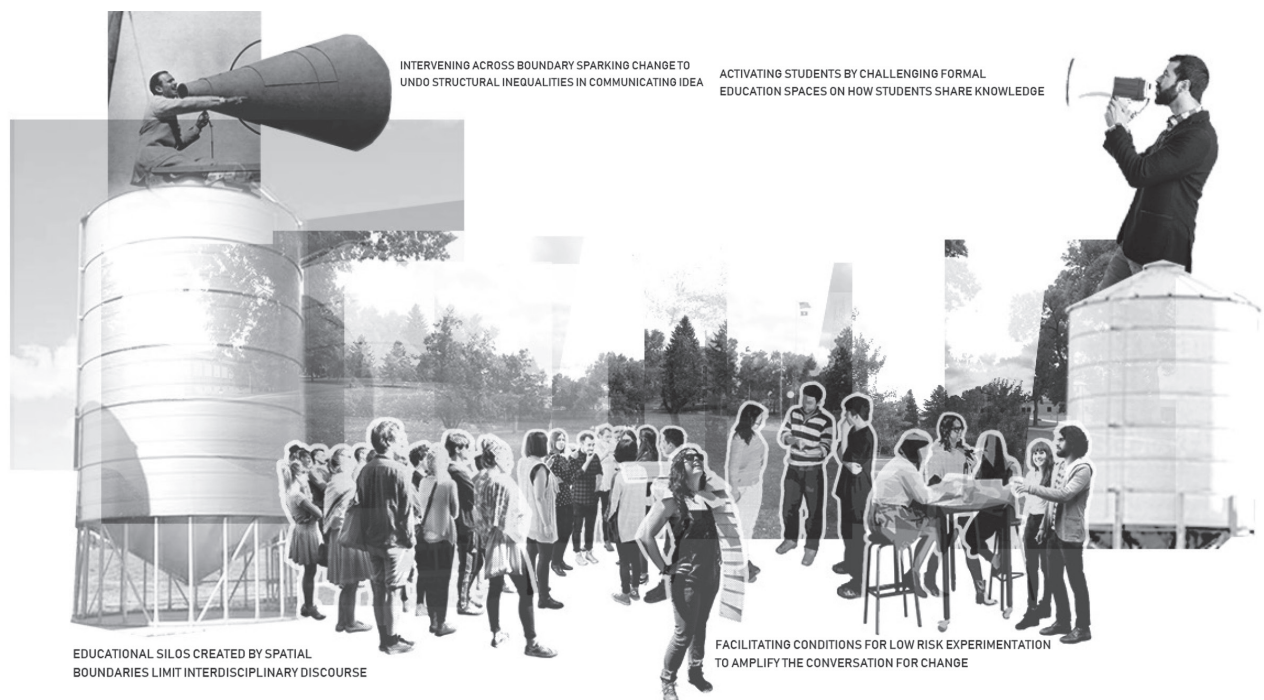 INTERVENING ACROSS BOUNDARY SPARKING CHANGE TO
UNDO STRUCTURAL INEQUALITIES IN COMMUNICATING IDEA
ACTIVATING STUDENTS BY CHALLENGING FORMAL
EDUCATION SPACES ON HOW STUDENTS SHARE KNOWLEDGE
EDUCATIONAL SILOS CREATED BY SPATIAL
BOUNDARIES LIMIT INTERDISCIPLINARY DISCOURSE
FACILITATING CONDITIONS FOR LOW RISK EXPERIMENTATION
TO AMPLIFY THE CONVERSATION FOR CHANGE